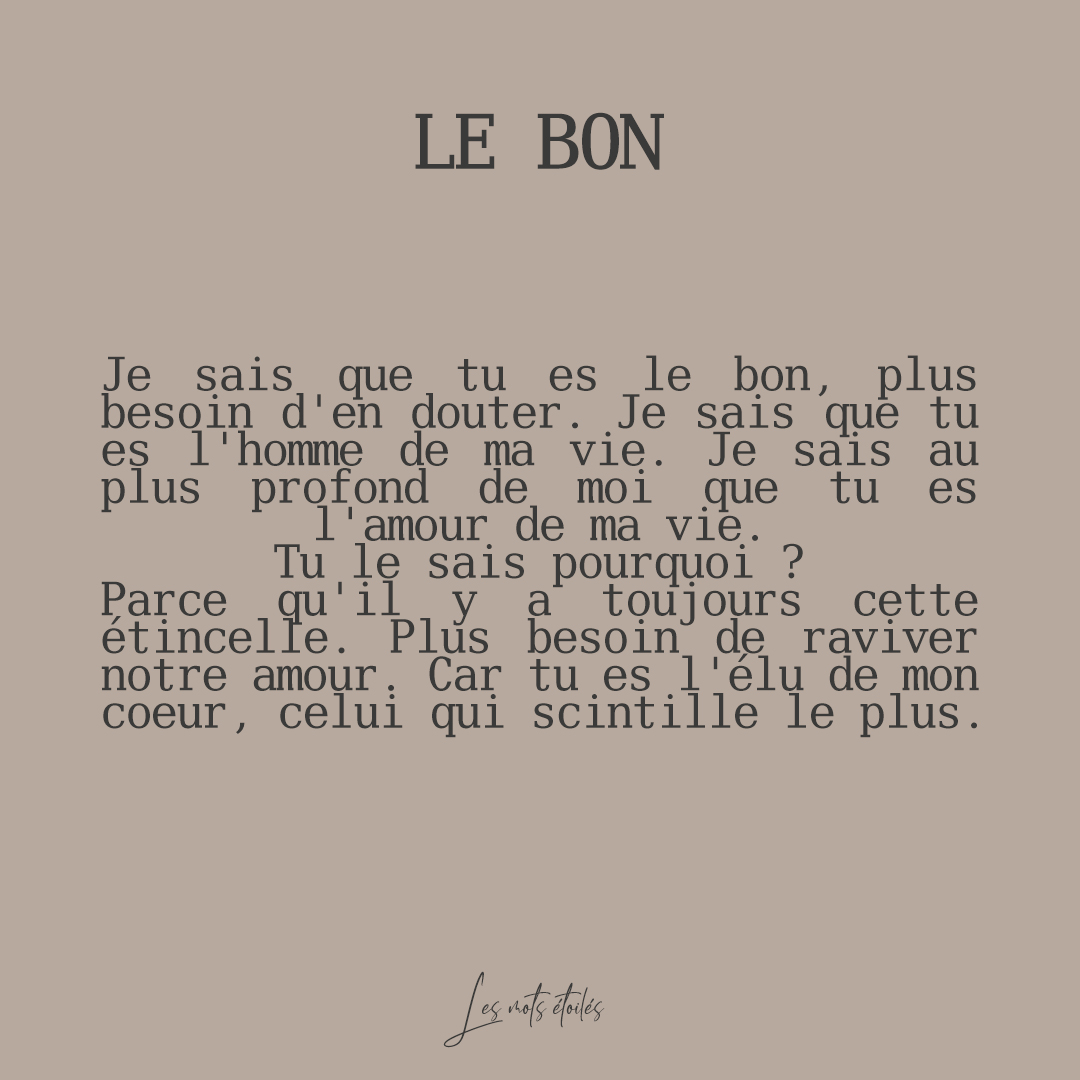 LE BON
Je sais que tu es le bon, plus
besoin d'en douter. Je sais que tu
es l'homme de ma vie. Je sais au
plus profond de moi que tu es
l'amour de ma vie.
Tu le sais pourquoi ?
Parce qu'il y a toujours cette
étincelle. Plus besoin de raviver
notre amour. Car tu es l'élu de mon
coeur, celui qui scintille le plus.
Les mots étoilés